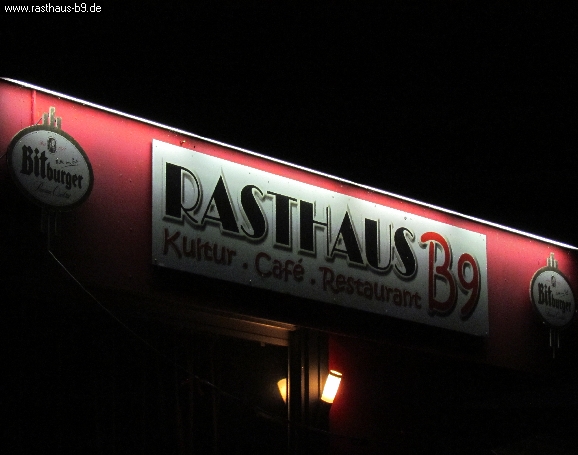 www.rasthaus-b9.de
Bitburger
RASTHAUS B9
Kultur . Café . Restaurant
Bitburger